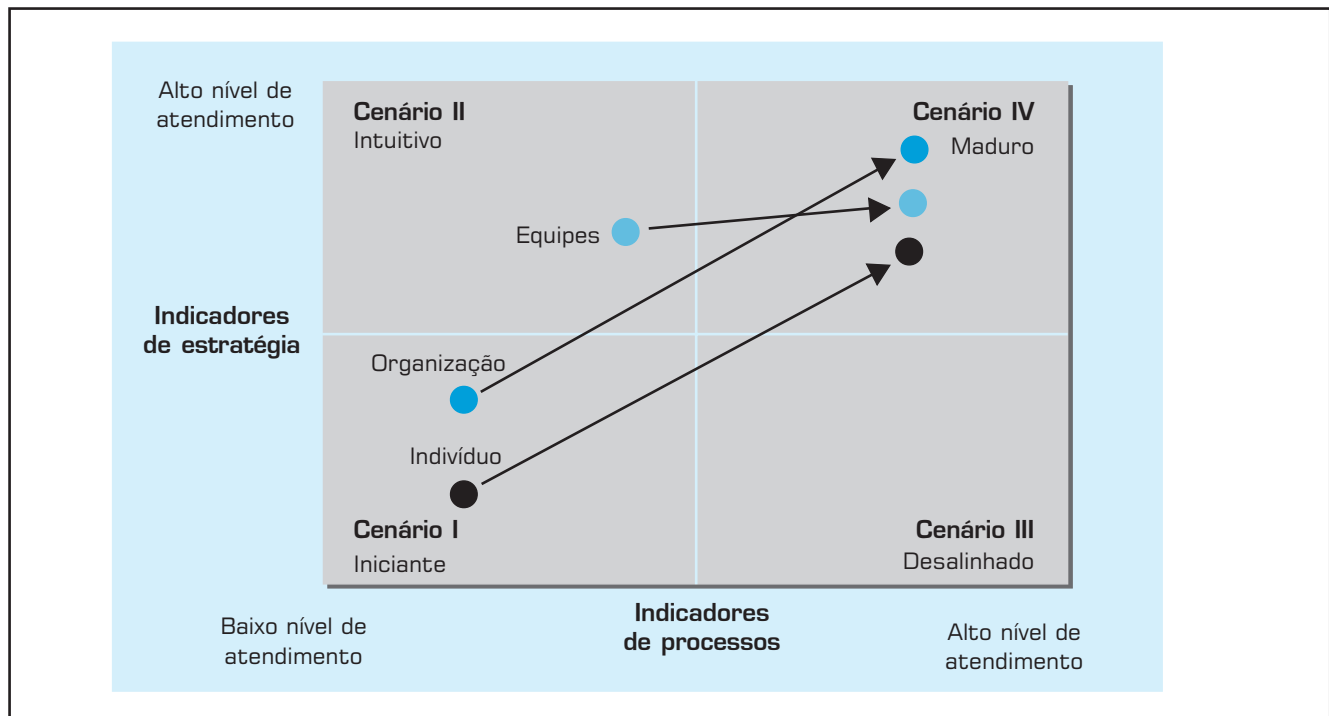 Alto nível de
atendimento
Cenário II
Intuitivo
Cenário IV
Maduro
Equipes
Indicadores
de estratégia
Organização
Indivíduo
Cenário I
Iniciante
Cenário III
Desalinhado
Baixo nível de
atendimento
Indicadores
de processos
Alto nível de
atendimento